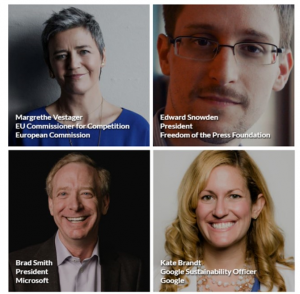 Margrethe Vestager
EU Commissioner for Competition
European Commission
Edward Snowden
President
Freedom of the Press Foundation
Brad Smith
President
Microsoft
Kate Brandt
Google Sustainability Officer
Google